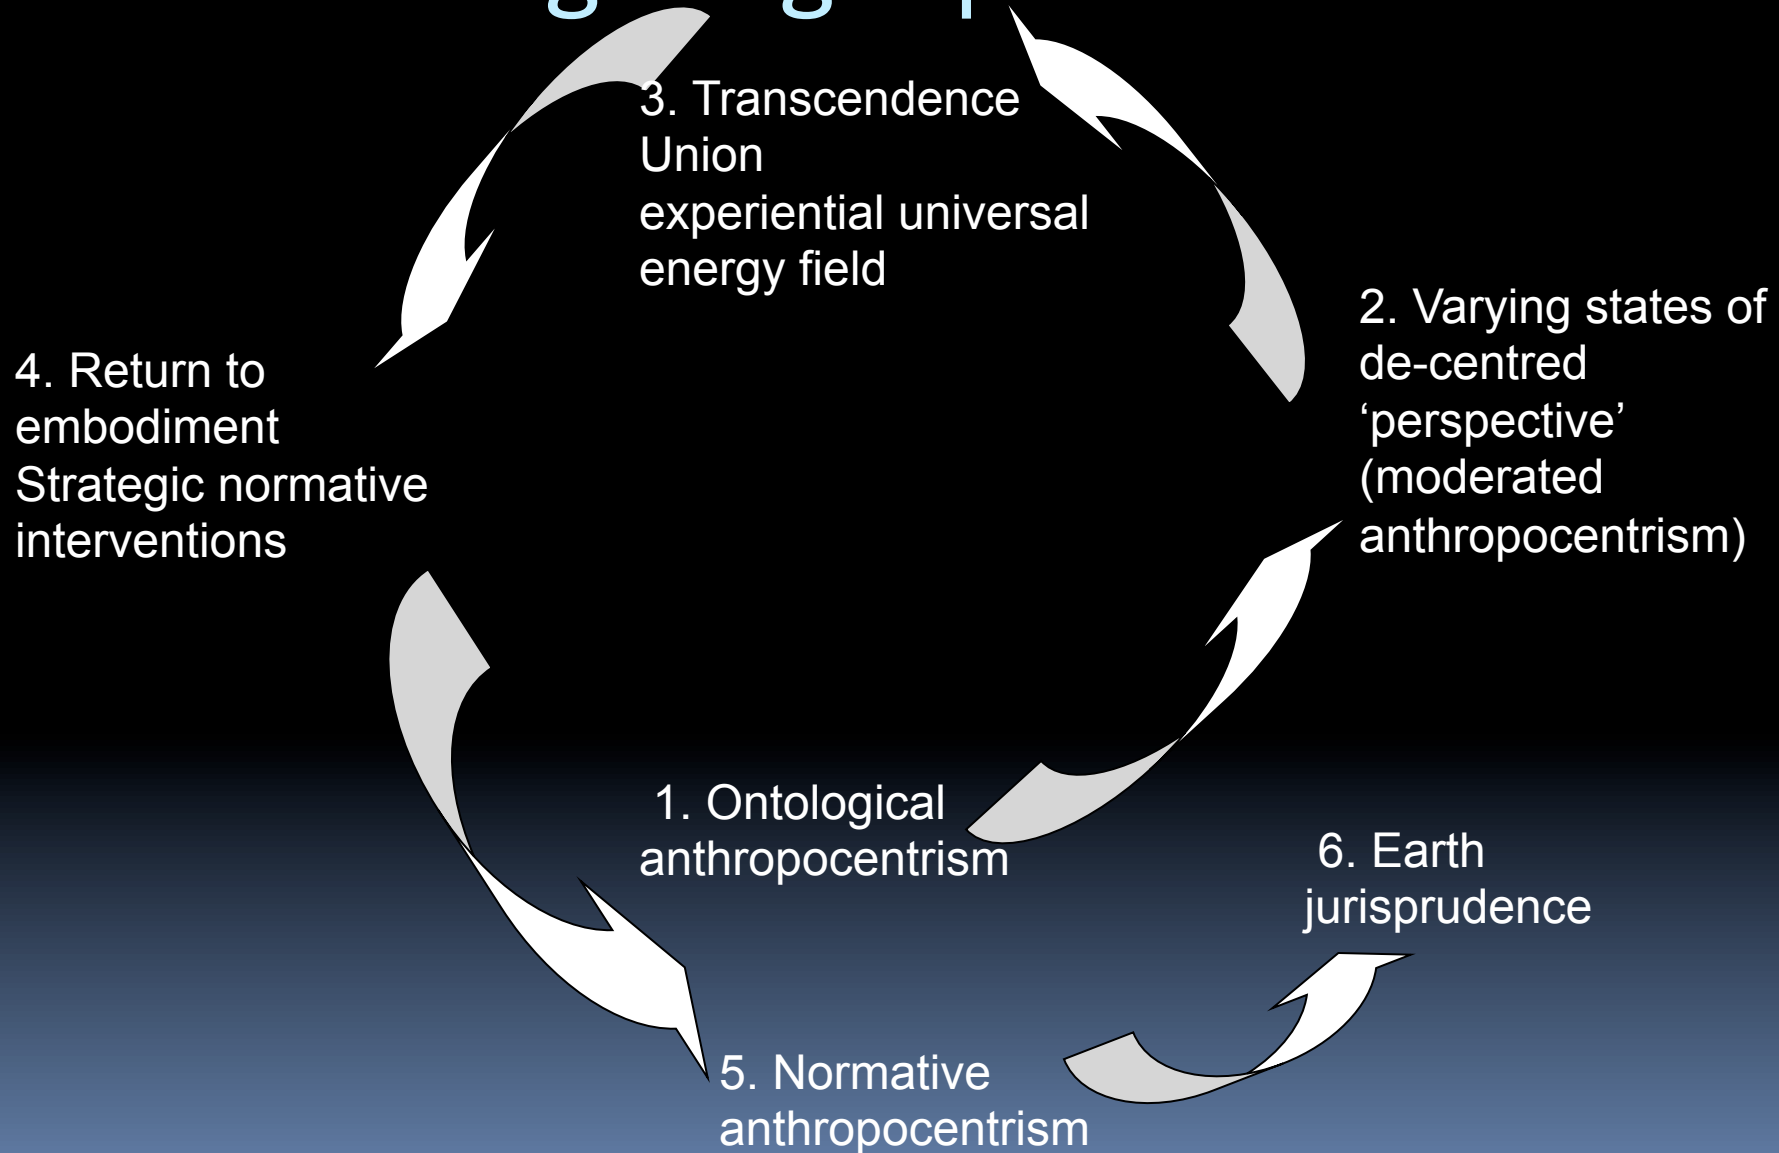 3. Transcendence
Union
experiential universal
energy field
2. Varying states of
de-centred
‘perspective’
(moderated
anthropocentrism)
4. Return to
embodiment
Strategic normative
interventions
1. Ontological
anthropocentrism
6. Earth
jurisprudence
5. Normative
anthropocentrism